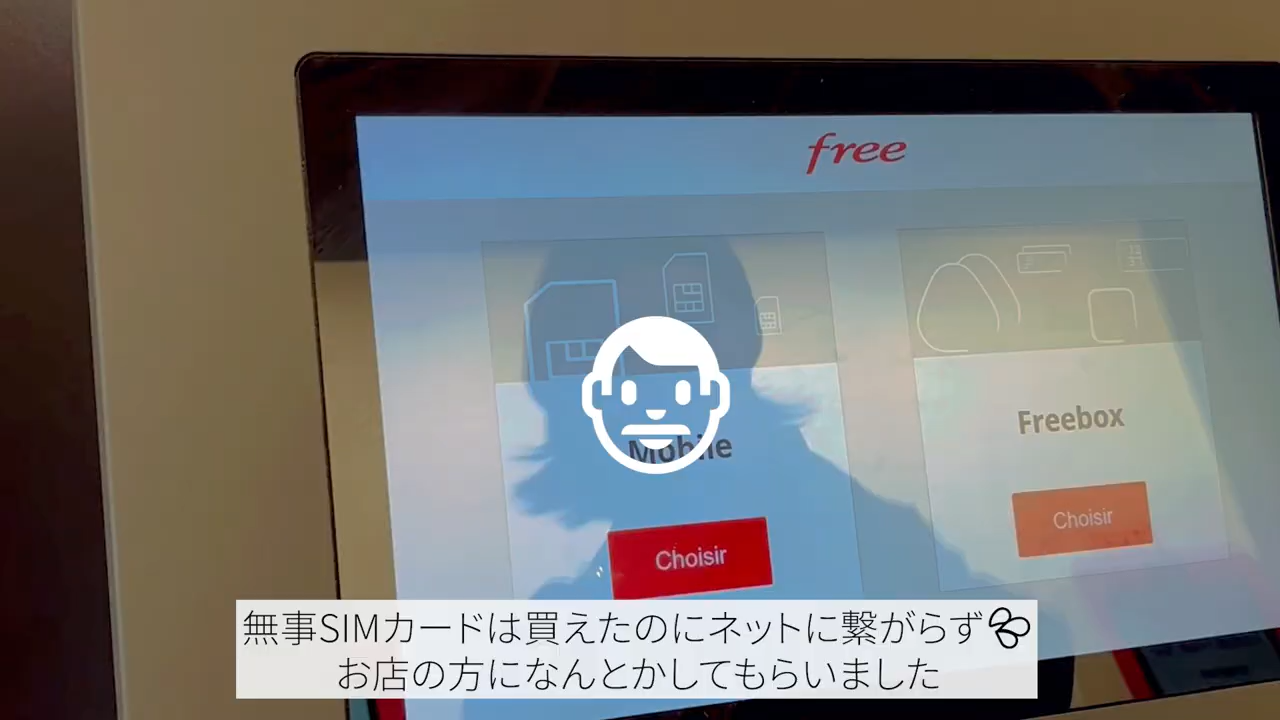 free
Mobile
Freebox
Choisir
Choisir
無事SIMカードは買えたのにネットに繋がらず
お店の方になんとかしてもらいました